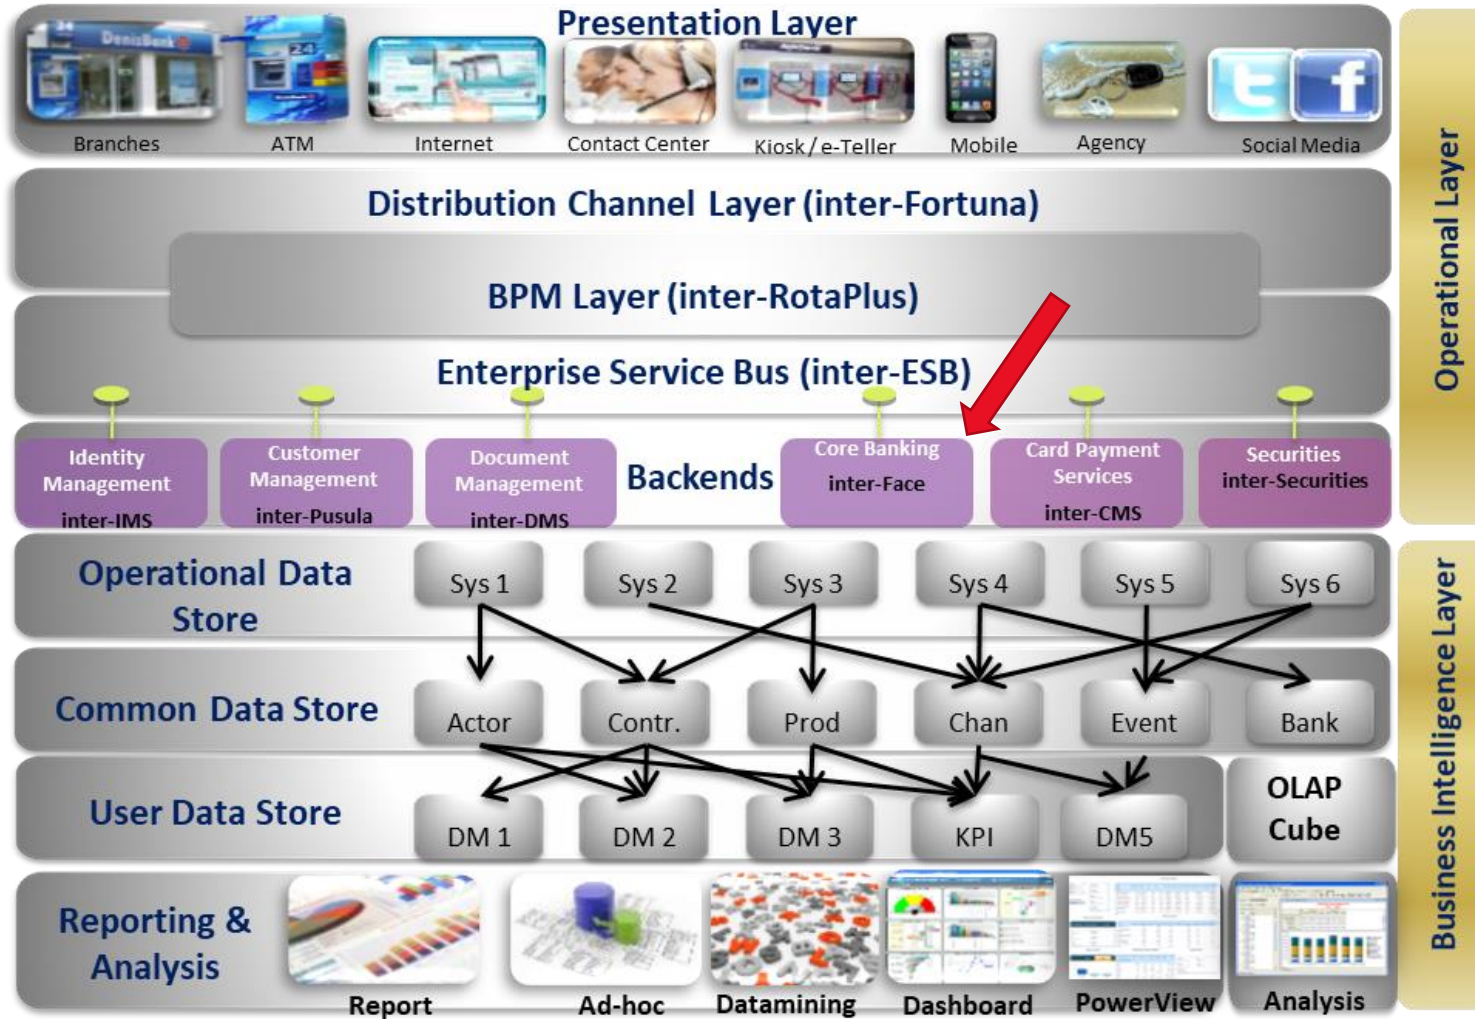 Presentation Layer
24
DenizBank
24
Branches
ATM
Internet
Contact Center
Kiosk / e-Teller
Mobile
Agency
Social Media
Distribution Channel Layer (inter-Fortuna)
BPM Layer (inter-RotaPlus)
Enterprise Service Bus (inter-ESB)
Operational Layer
Identity
Management
inter-IMS
Customer
Management
inter-Pusula
Document
Management
inter-DMS
Backends
Core Banking
inter-Face
Card Payment
Services
inter-CMS
Securities
inter-Securities
Operational Data
Store
Sys 1
Sys 2
Sys 3
Sys 4
Sys 5
Sys 6
Common Data Store
Actor
Contr.
Prod
Chan
Event
Bank
User Data Store
DM 1
DM 2
DM 3
KPI
DM5
OLAP
Cube
Business Intelligence Layer
Reporting &
Analysis
Report
Ad-hoc
Datamining
Dashboard
PowerView
Analysis